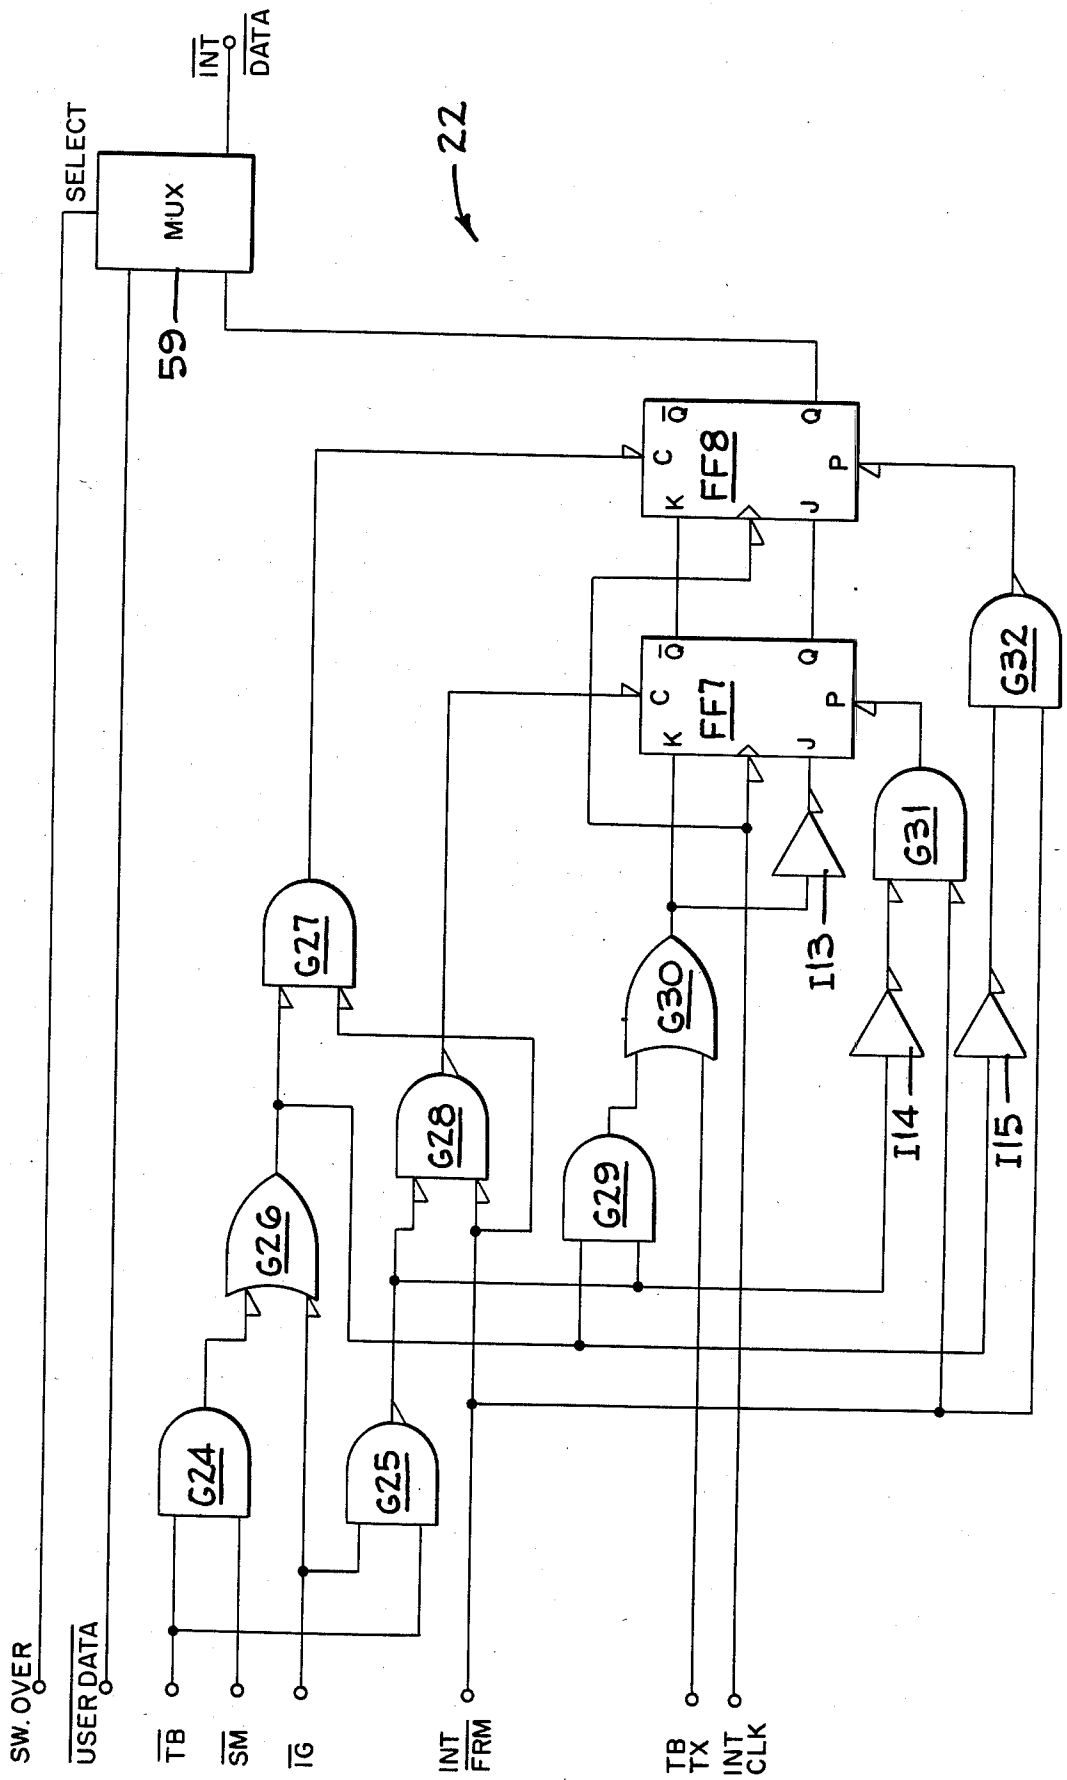 SW. OVER
USER DATA
TB
SM
IG
INT
FRM
TB
TX
INT
CLK
G24
G25
G26
G27
G28
G29
G30
I13
I14
I15
G31
G32
K
C
Q
FF7
J
P
Q
K
C
Q
FF8
J
P
Q
59
MUX
SELECT
INT
DATA
22